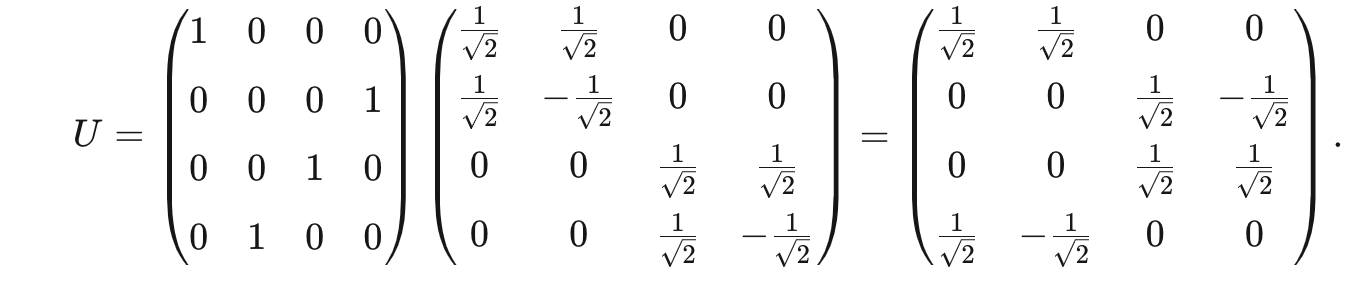 U = \begin{pmatrix} 1 & 0 & 0 & 0 \\ 0 & 0 & 0 & 1 \\ 0 & 0 & 1 & 0 \\ 0 & 1 & 0 & 0 \end{pmatrix} \begin{pmatrix} \frac{1}{\sqrt{2}} & \frac{1}{\sqrt{2}} & 0 & 0 \\ \frac{1}{\sqrt{2}} & -\frac{1}{\sqrt{2}} & 0 & 0 \\ 0 & 0 & \frac{1}{\sqrt{2}} & \frac{1}{\sqrt{2}} \\ 0 & 0 & \frac{1}{\sqrt{2}} & -\frac{1}{\sqrt{2}} \end{pmatrix} = \begin{pmatrix} \frac{1}{\sqrt{2}} & \frac{1}{\sqrt{2}} & 0 & 0 \\ 0 & 0 & \frac{1}{\sqrt{2}} & -\frac{1}{\sqrt{2}} \\ 0 & 0 & \frac{1}{\sqrt{2}} & \frac{1}{\sqrt{2}} \\ \frac{1}{\sqrt{2}} & -\frac{1}{\sqrt{2}} & 0 & 0 \end{pmatrix}.